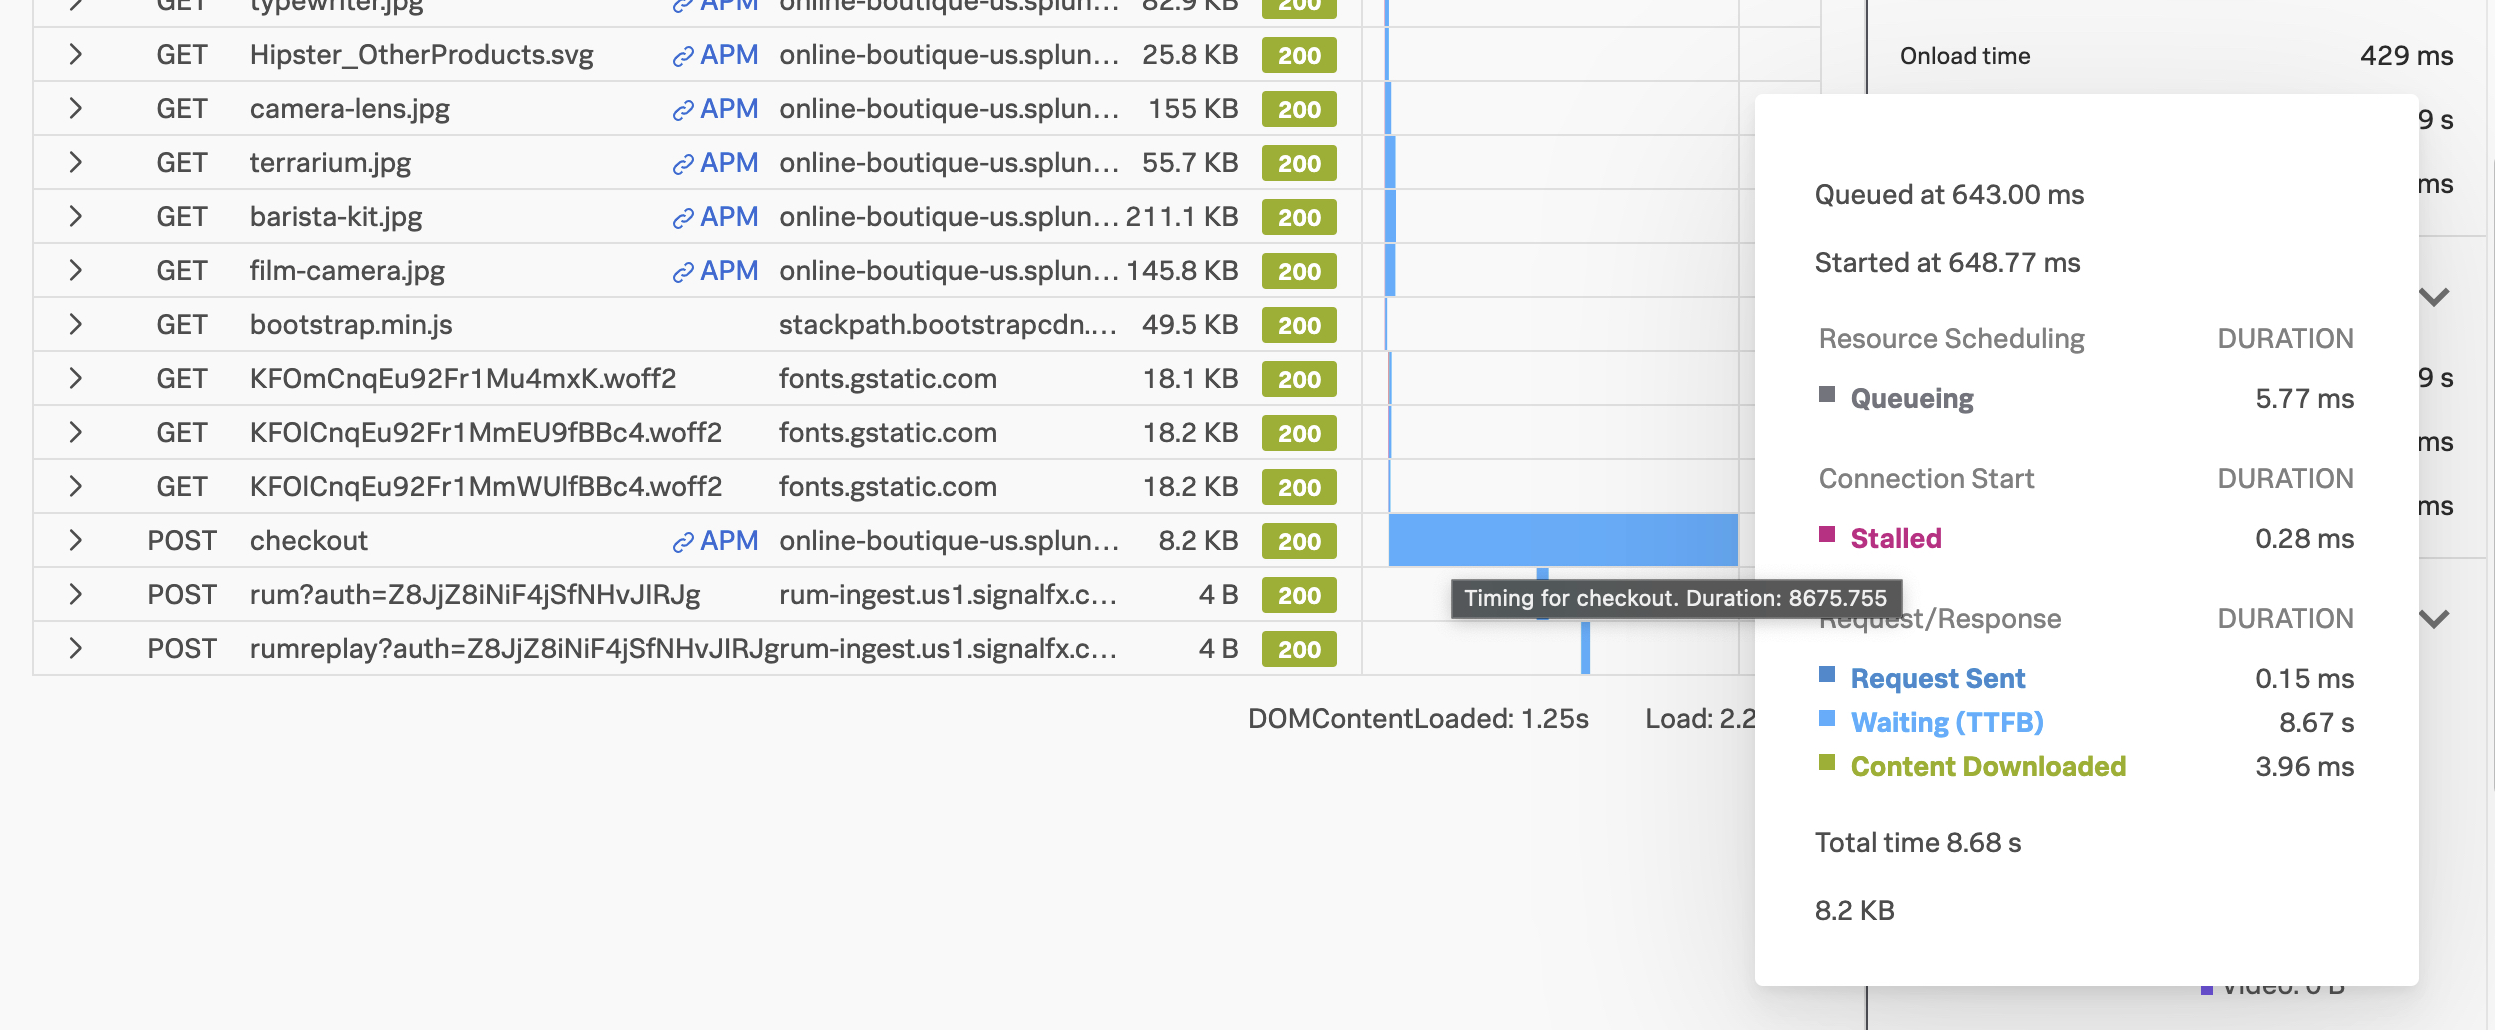 GET typewriter.jpg APM online-boutique-us.splun... 82.9 KB 200
GET Hipster_OtherProducts.svg APM online-boutique-us.splun... 25.8 KB 200
GET camera-lens.jpg APM online-boutique-us.splun... 155 KB 200
GET terrarium.jpg APM online-boutique-us.splun... 55.7 KB 200
GET barista-kit.jpg APM online-boutique-us.splun... 211.1 KB 200
GET film-camera.jpg APM online-boutique-us.splun... 145.8 KB 200
GET bootstrap.min.js stackpath.bootstrapcdn.... 49.5 KB 200
GET KFOmCnqEu92Fr1Mu4mxK.woff2 fonts.gstatic.com 18.1 KB 200
GET KFOlCnqEu92Fr1MmEU9fBBc4.woff2 fonts.gstatic.com 18.2 KB 200
GET KFOlCnqEu92Fr1MmWUlfBBc4.woff2 fonts.gstatic.com 18.2 KB 200
POST checkout APM online-boutique-us.splun... 8.2 KB 200
POST rum?auth=Z8JjZ8iNiF4jSfNHvJIRJg rum-ingest.us1.signalfx.c... 4 B 200
POST rumreplay?auth=Z8JjZ8iNiF4jSfNHvJIRJgrum-ingest.us1.signalfx.c... 4 B 200
DOMContentLoaded: 1.25s Load: 2.2
Timing for checkout. Duration: 8675.755
Onload time 429 ms
9 s
ms
9 s
ms
ms
Queued at 643.00 ms
Started at 648.77 ms
Resource Scheduling DURATION
Queueing 5.77 ms
Connection Start DURATION
Stalled 0.28 ms
Request/Response DURATION
Request Sent 0.15 ms
Waiting (TTFB) 8.67 s
Content Downloaded 3.96 ms
Total time 8.68 s
8.2 KB
Video: 0 B